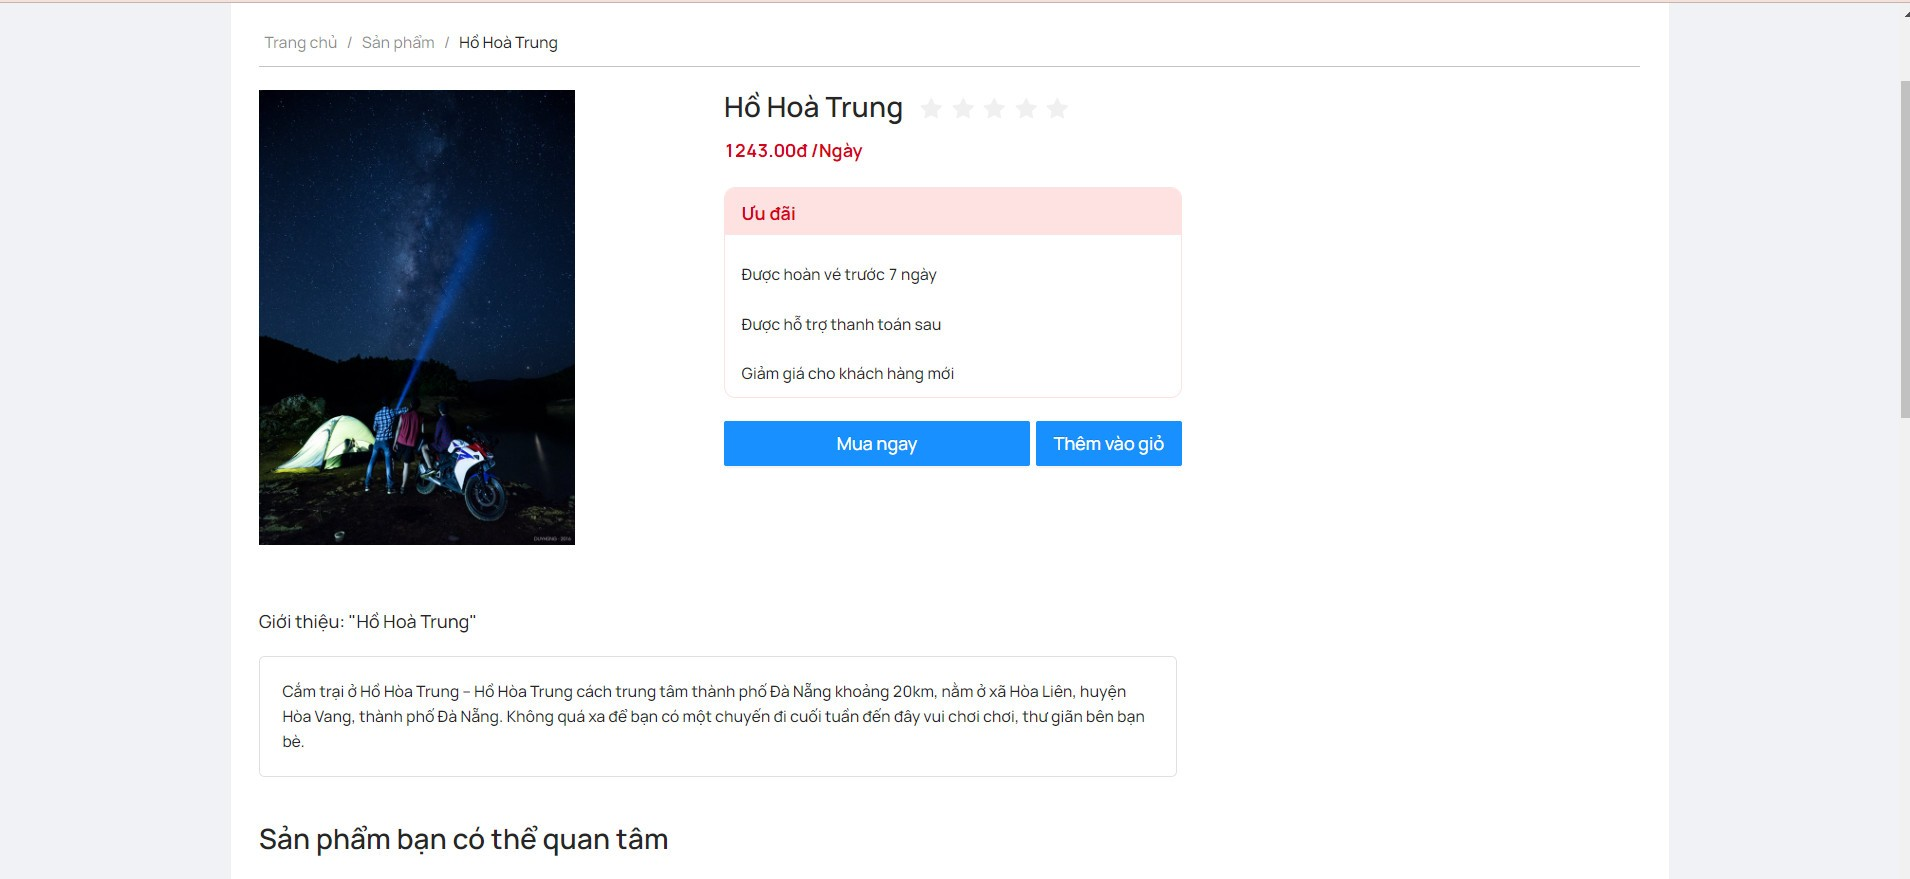 Trang chủ / Sản phẩm / Hồ Hoà Trung
Hồ Hoà Trung
1243.00đ /Ngày
Ưu đãi
Được hoàn vé trước 7 ngày
Được hỗ trợ thanh toán sau
Giảm giá cho khách hàng mới
Mua ngay
Thêm vào giỏ
Giới thiệu: "Hồ Hoà Trung"
Cắm trại ở Hồ Hòa Trung – Hồ Hòa Trung cách trung tâm thành phố Đà Nẵng khoảng 20km, nằm ở xã Hòa Liên, huyện
Hòa Vang, thành phố Đà Nẵng. Không quá xa để bạn có một chuyến đi cuối tuần đến đây vui chơi chơi, thư giãn bên bạn
bè.
Sản phẩm bạn có thể quan tâm